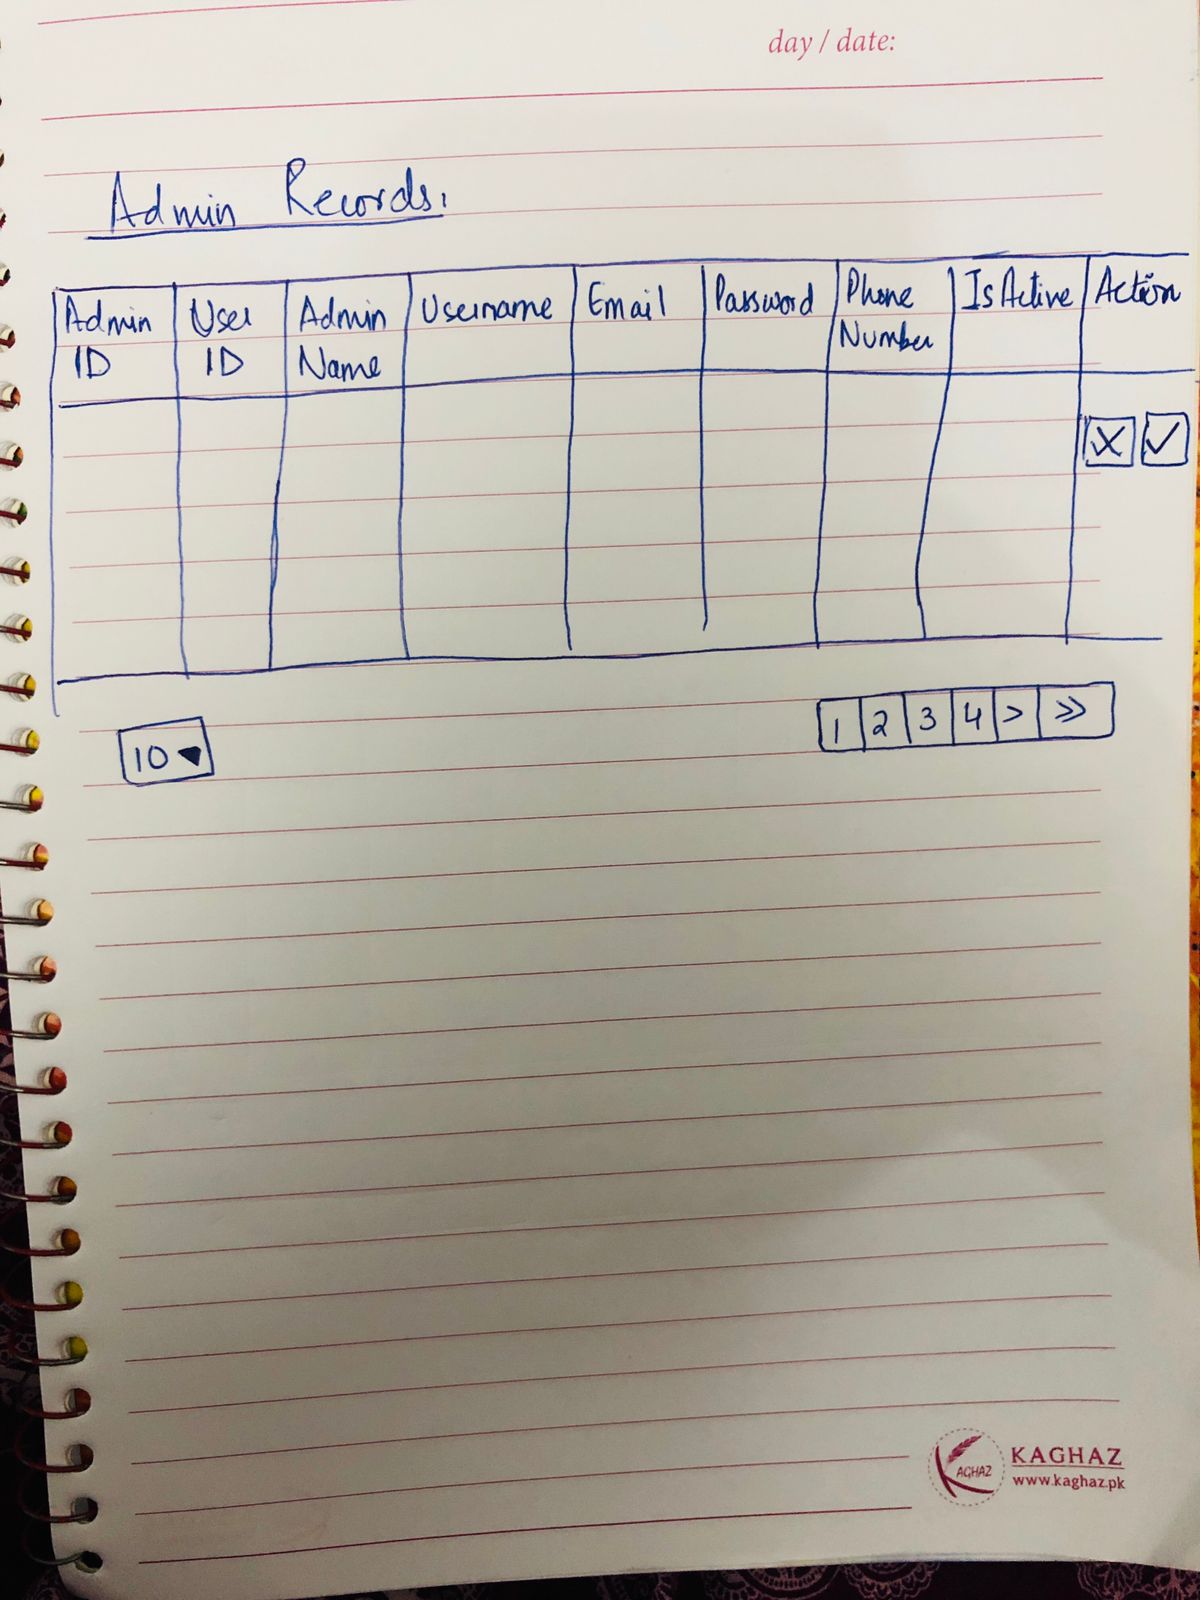 day / date:
Admin Records:
Admin ID
User ID
Admin Name
Username
Email
Password
Phone Number
Is Active
Action
10
1 2 3 4 > >>
AGHAZ
KAGHAZ
www.kaghaz.pk